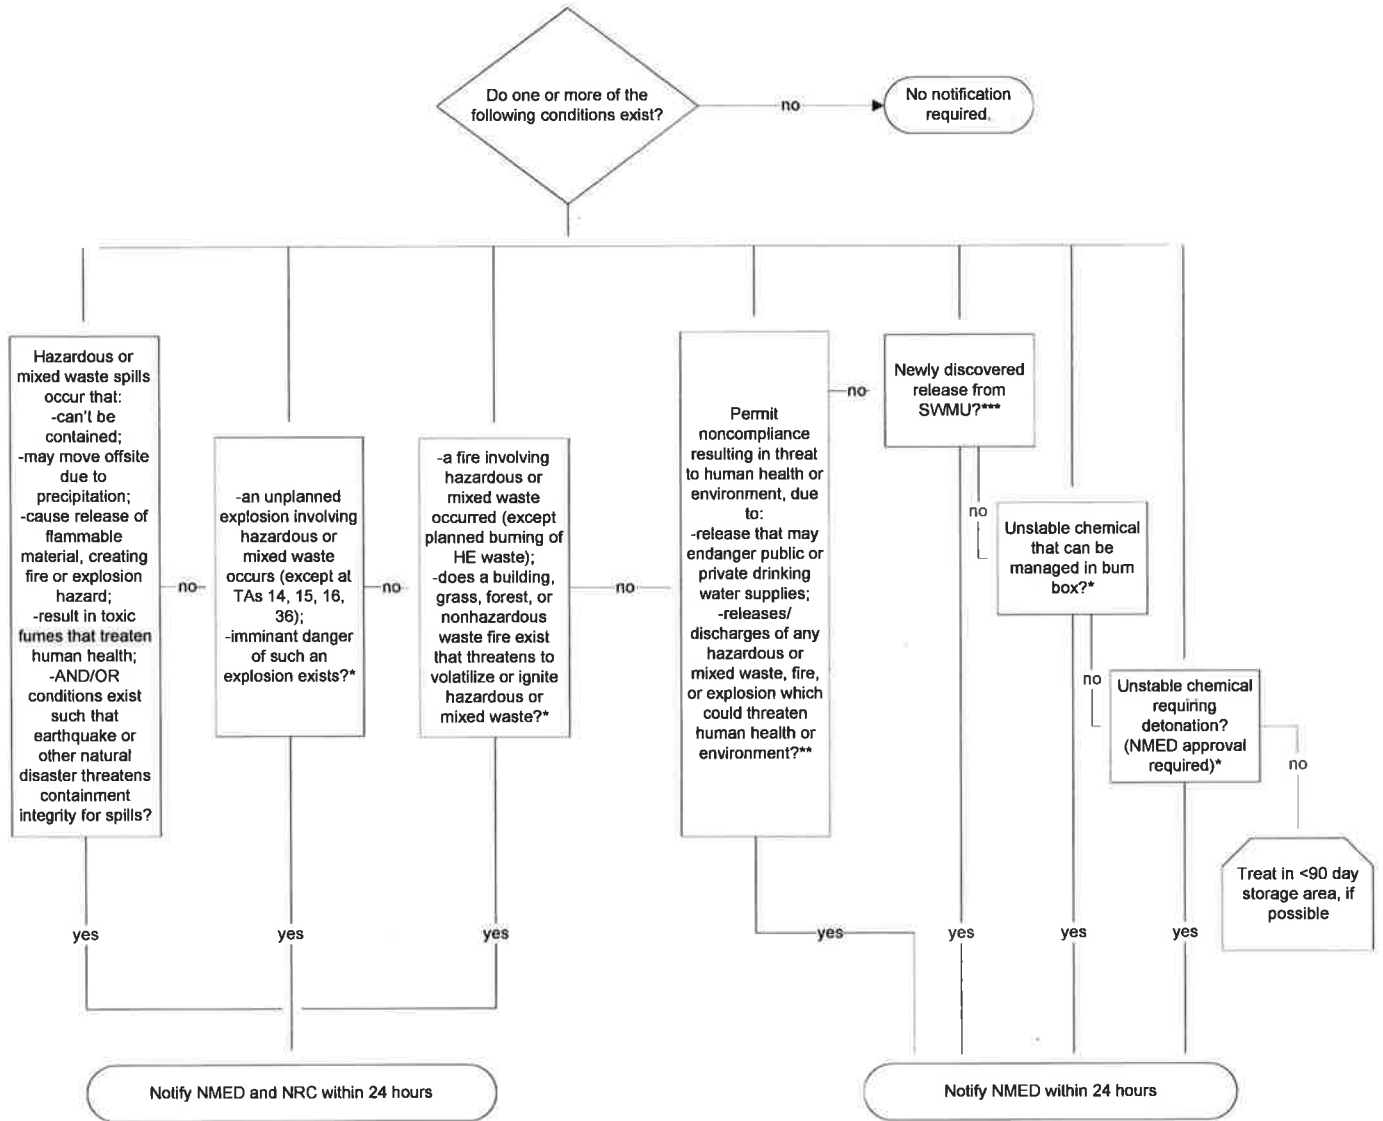 Do one or more of the
following conditions exist?
no
No notification
required.
Hazardous or
mixed waste spills
occur that:
-can't be
contained;
-may move offsite
due to
precipitation;
-cause release of
flammable
material, creating
fire or explosion
hazard;
-result in toxic
fumes that treaten
human health;
-AND/OR
conditions exist
such that
earthquake or
other natural
disaster threatens
containment
integrity for spills?
no
-an unplanned
explosion involving
hazardous or
mixed waste
occurs (except at
TAs 14, 15, 16,
36);
-imminant danger
of such an
explosion exists?*
no
-a fire involving
hazardous or
mixed waste
occurred (except
planned burning of
HE waste);
-does a building,
grass, forest, or
nonhazardous
waste fire exist
that threatens to
volatilize or ignite
hazardous or
mixed waste?*
no
Permit
noncompliance
resulting in threat
to human health or
environment, due
to:
-release that may
endanger public or
private drinking
water supplies;
-releases/
discharges of any
hazardous or
mixed waste, fire,
or explosion which
could threaten
human health or
environment?**
no
Newly discovered
release from
SWMU?***
no
Unstable chemical
that can be
managed in burn
box?*
no
Unstable chemical
requiring
detonation?
(NMED approval
required)*
no
Treat in <90 day
storage area, if
possible
yes
yes
yes
yes
yes
yes
yes
Notify NMED and NRC within 24 hours
Notify NMED within 24 hours